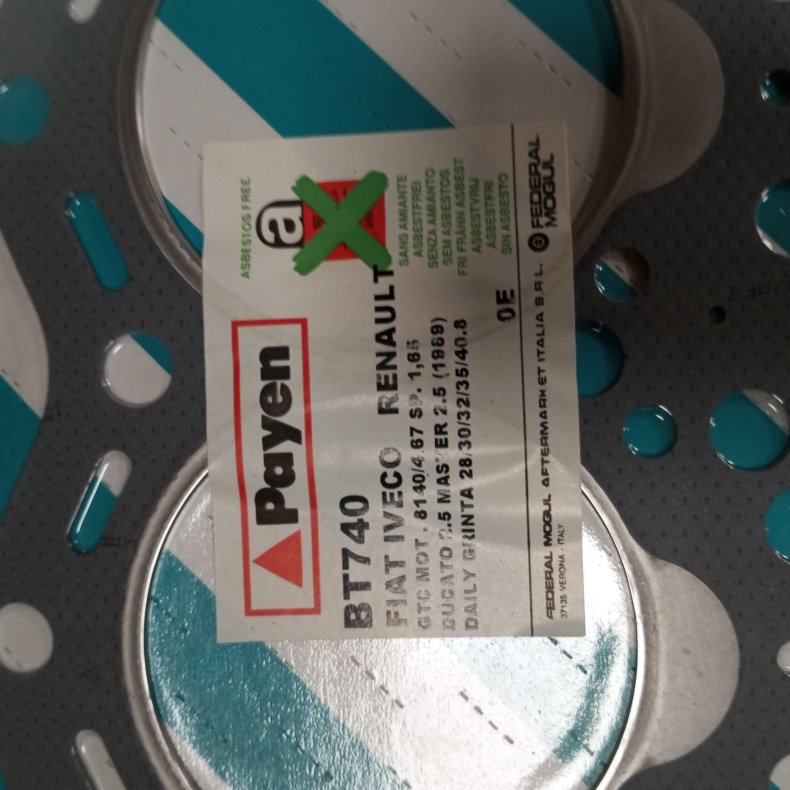 Payen
ASBESTOS FREE
a
SANS AMIANTE
ASBESTFREI
SENZA AMIANTO
SEM ASBESTOS
FRI FRÅNN ASBEST
ASBESTVRIJ
ASBESTFRI
SIN ASBESTO
BT740
FIAT IVECO RENAULT
GTC MOT. 8140/4.67 SP. 1,65
DUCATO 2.5 MASTER 2.5 (1989)
DAILY GRINTA 28/30/32/35/40.8
0E
FEDERAL MOGUL AFTERMARKET ITALIA S.R.L.
37135 VERONA - ITALY
FEDERAL
MOGUL